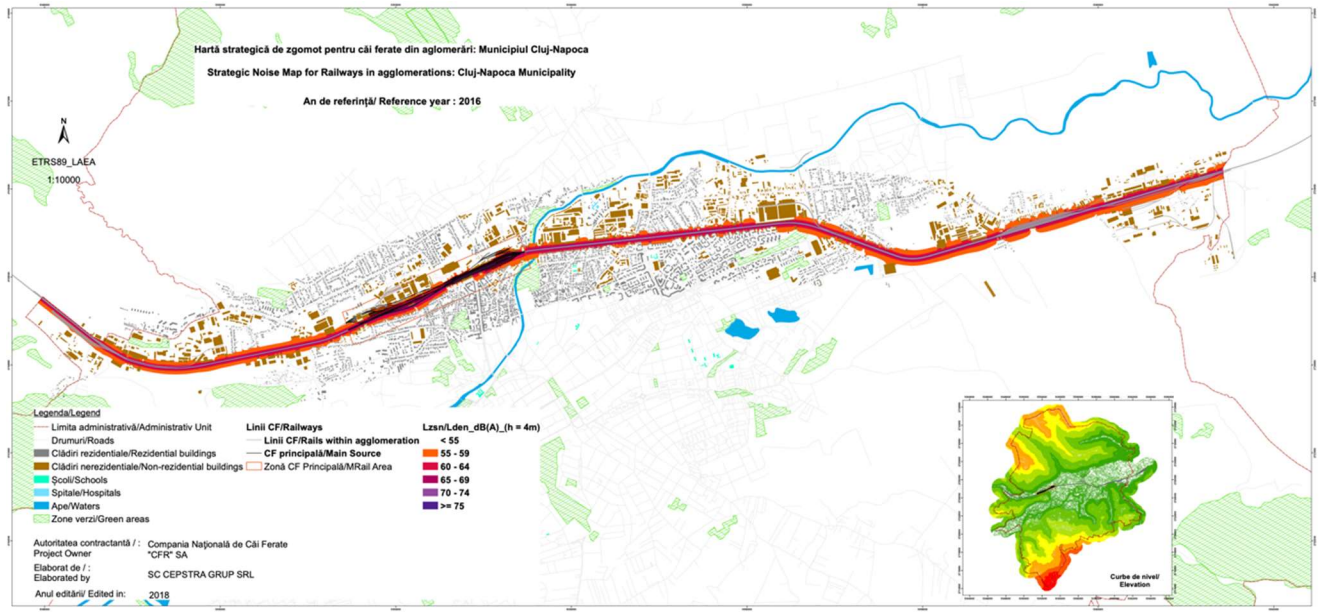 Hartă strategică de zgomot pentru căi ferate din aglomerări: Municipiul Cluj-Napoca
Strategic Noise Map for Railways in agglomerations: Cluj-Napoca Municipality
An de referință/ Reference year : 2016
N
ETRS89_LAEA
1:10000
Legenda/Legend
Limita administrativă/Administrativ Unit
Drumuri/Roads
Clădiri rezidentiale/Rezidential buildings
Clădiri nerezidentiale/Non-rezidential buildings
Școli/Schools
Spitale/Hospitals
Ape/Waters
Zone verzi/Green areas
Linii CF/Railways
Linii CF/Rails within agglomeration
CF principală/Main Source
Zonă CF Principală/MRail Area
Lzsn/Lden_dB(A)_(h = 4m)
< 55
55 - 59
60 - 64
65 - 69
70 - 74
>= 75
Autoritatea contractantă / : Compania Națională de Căi Ferate
Project Owner "CFR" SA
Elaborat de / :
Elaborated by SC CEPSTRA GRUP SRL
Anul editării/ Edited in: 2018
Curbe de nivel/
Elevation